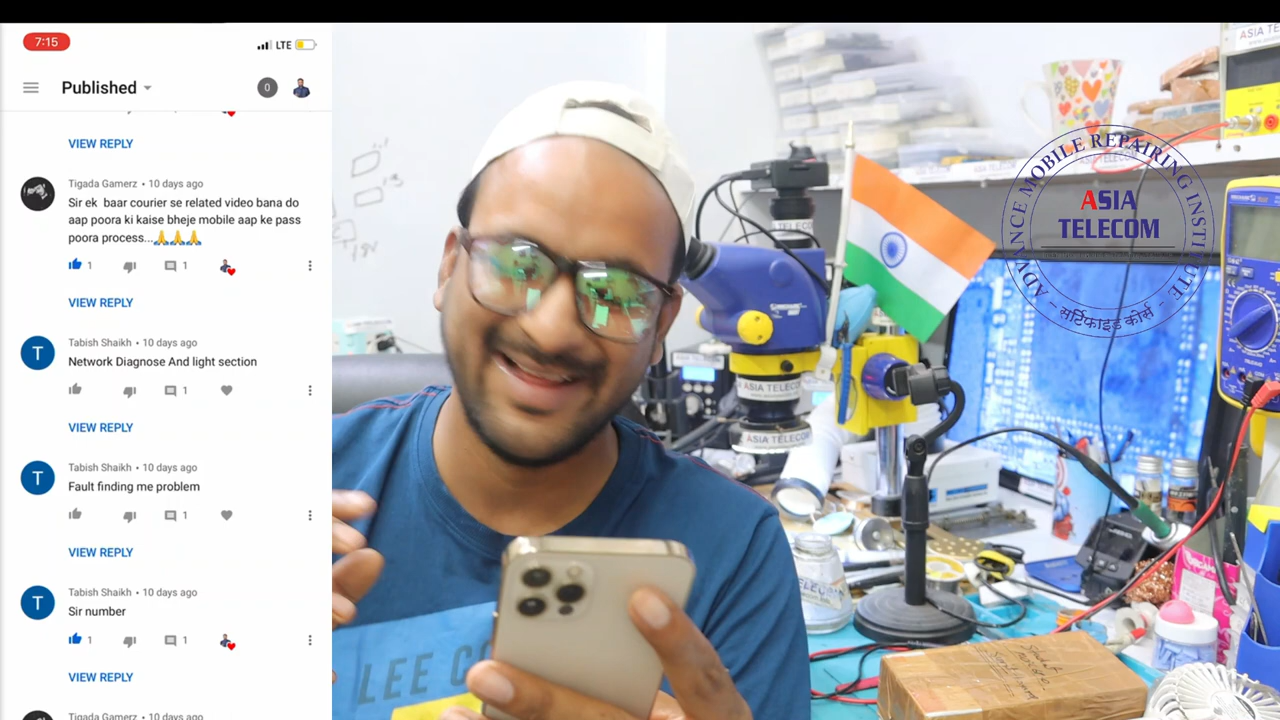 7:15
LTE
Published
0
VIEW REPLY
Tigada Gamerz • 10 days ago
Sir ek baar courier se related video bana do
aap poora ki kaise bheje mobile aap ke pass
poora process...🙏🙏🙏
1
1
VIEW REPLY
T
Tabish Shaikh • 10 days ago
Network Diagnose And light section
1
VIEW REPLY
T
Tabish Shaikh • 10 days ago
Fault finding me problem
1
VIEW REPLY
T
Tabish Shaikh • 10 days ago
Sir number
1
1
VIEW REPLY
Tigada Gamerz • 10 days ago
ADVANCE MOBILE REPAIRING INSTITUTE
ASIA
TELECOM
सर्टिफाइड कोर्स
ASIA TE
ASIA TELECOM
ASIA TELECOM
LEE CO